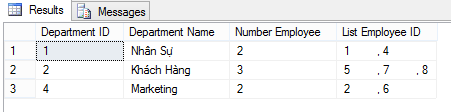 Results Messages
Department ID Department Name Number Employee List Employee ID
1 1 Nhân Sự 2 1 , 4
2 2 Khách Hàng 3 5 , 7 , 8
3 4 Marketing 2 2 , 6